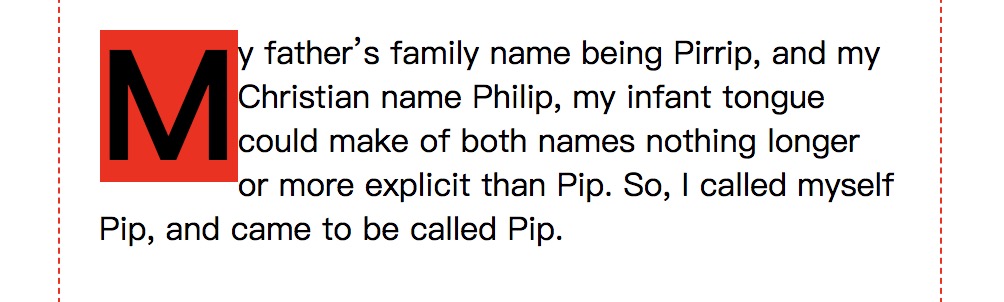 My father’s family name being Pirrip, and my
Christian name Philip, my infant tongue
could make of both names nothing longer
or more explicit than Pip. So, I called myself
Pip, and came to be called Pip.